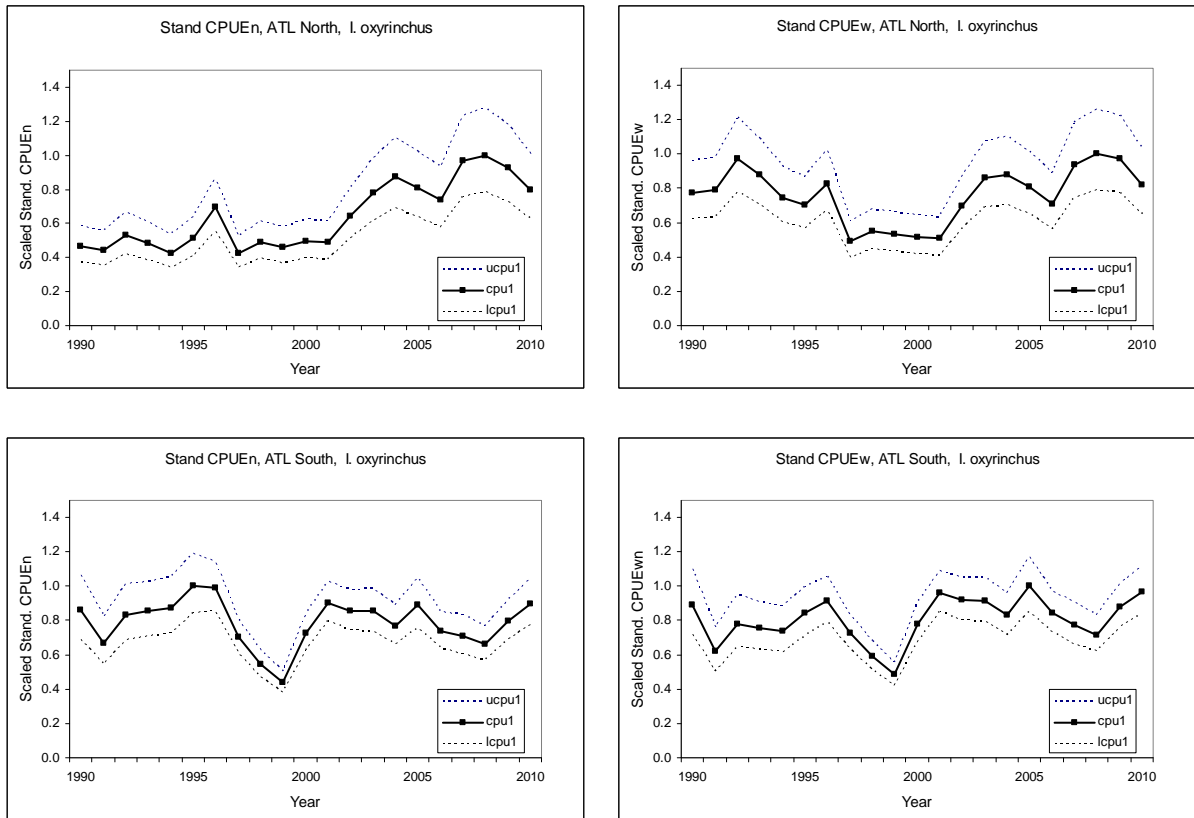 Stand CPUEn, ATL North, I. oxyrinchus
Scaled Stand. CPUEn
1.4
1.2
1.0
0.8
0.6
0.4
0.2
0.0
ucpu1
cpu1
lcpu1
1990 1995 2000 2005 2010
Year
Stand CPUEw, ATL North, I. oxyrinchus
Scaled Stand. CPUEw
1.4
1.2
1.0
0.8
0.6
0.4
0.2
0.0
ucpu1
cpu1
lcpu1
1990 1995 2000 2005 2010
Year
Stand CPUEn, ATL South, I. oxyrinchus
Scaled Stand. CPUEn
1.4
1.2
1.0
0.8
0.6
0.4
0.2
0.0
ucpu1
cpu1
lcpu1
1990 1995 2000 2005 2010
Year
Stand CPUEw, ATL South, I. oxyrinchus
Scaled Stand. CPUEwn
1.4
1.2
1.0
0.8
0.6
0.4
0.2
0.0
ucpu1
cpu1
lcpu1
1990 1995 2000 2005 2010
Year